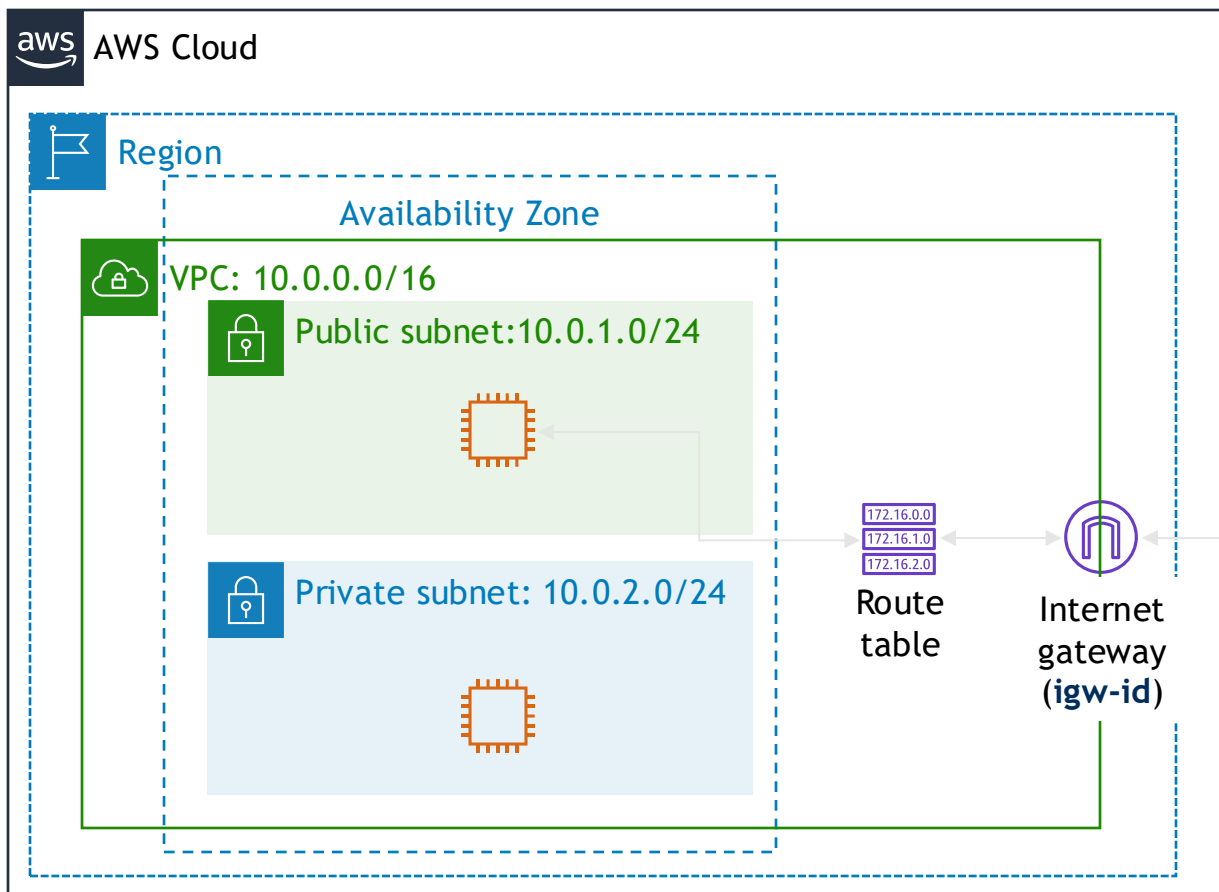 aws
AWS Cloud
Region
Availability Zone
VPC: 10.0.0.0/16
Public subnet:10.0.1.0/24
172.16.0.0
172.16.1.0
172.16.2.0
Route
table
Internet
gateway
(igw-id)
Private subnet: 10.0.2.0/24